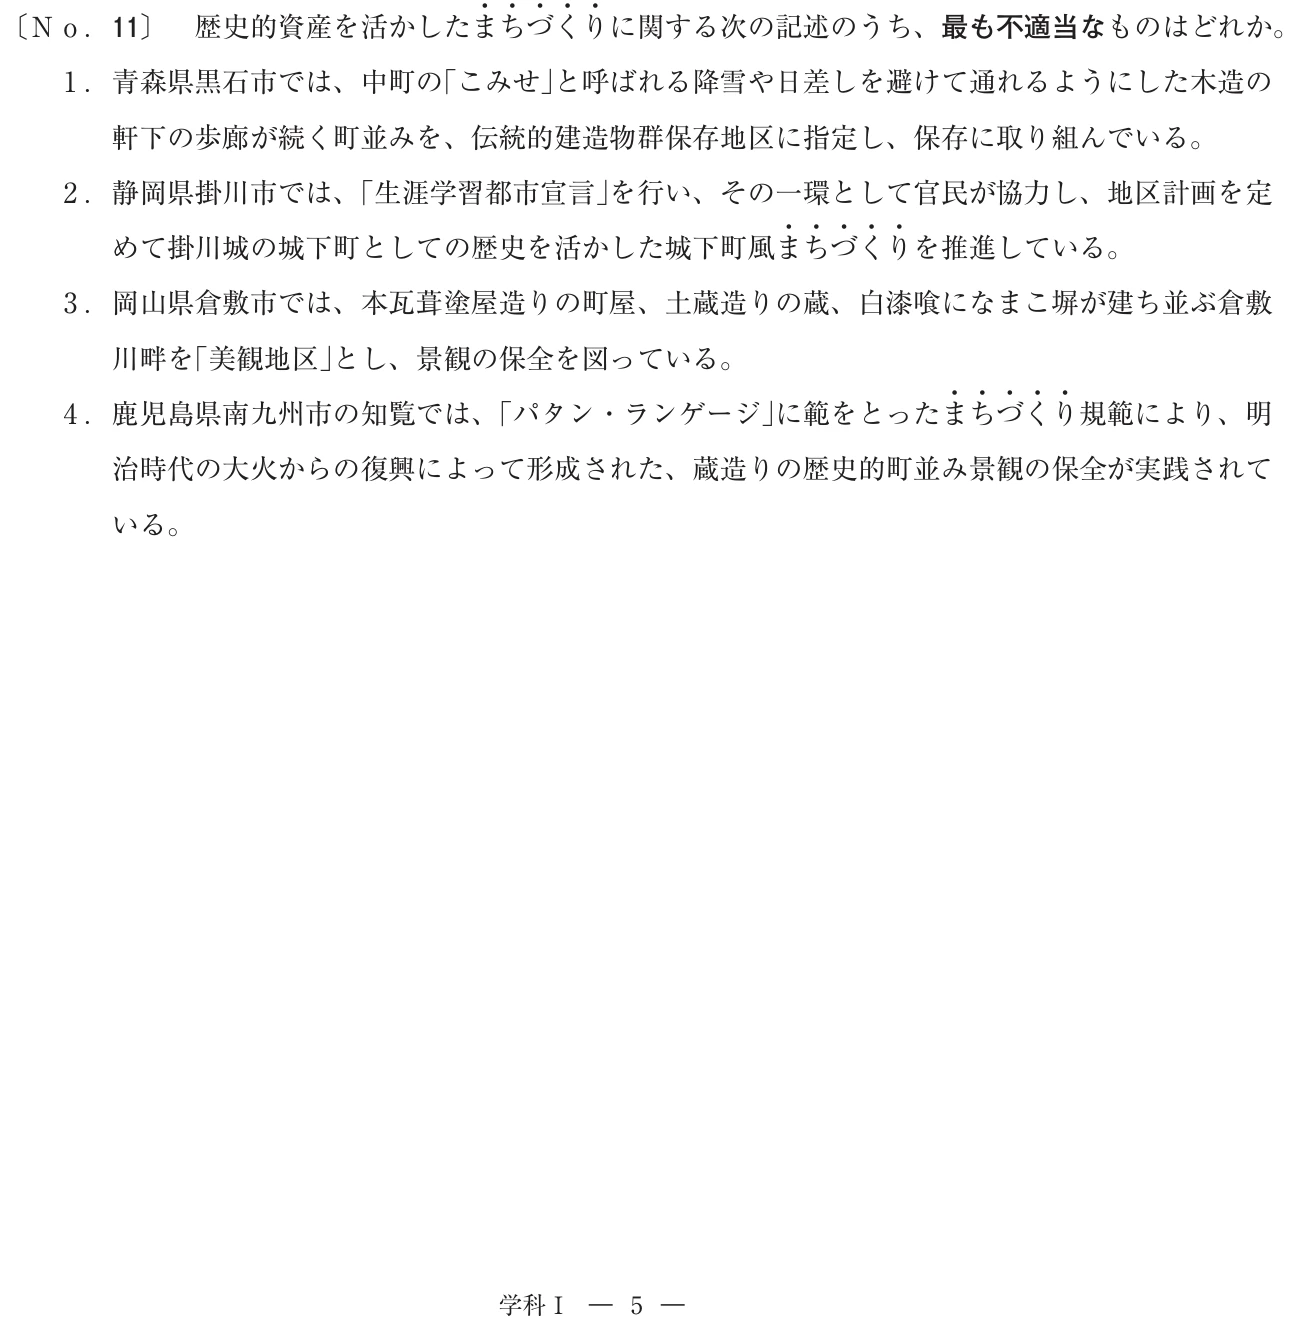 〔Ｎｏ．11〕　歴史的資産を活かしたまちづくりに関する次の記述のうち、最も不適当なものはどれか。
1．青森県黒石市では、中町の「こみせ」と呼ばれる降雪や日差しを避けて通れるようにした木造の
軒下の歩廊が続く町並みを、伝統的建造物群保存地区に指定し、保存に取り組んでいる。
2．静岡県掛川市では、「生涯学習都市宣言」を行い、その一環として官民が協力し、地区計画を定
めて掛川城の城下町としての歴史を活かした城下町風まちづくりを推進している。
3．岡山県倉敷市では、本瓦葺塗屋造りの町屋、土蔵造りの蔵、白漆喰になまこ塀が建ち並ぶ倉敷
川畔を「美観地区」とし、景観の保全を図っている。
4．鹿児島県南九州市の知覧では、「パタン・ランゲージ」に範をとったまちづくり規範により、明
治時代の大火からの復興によって形成された、蔵造りの歴史的町並み景観の保全が実践されて
いる。
学科Ⅰ　―　5　―